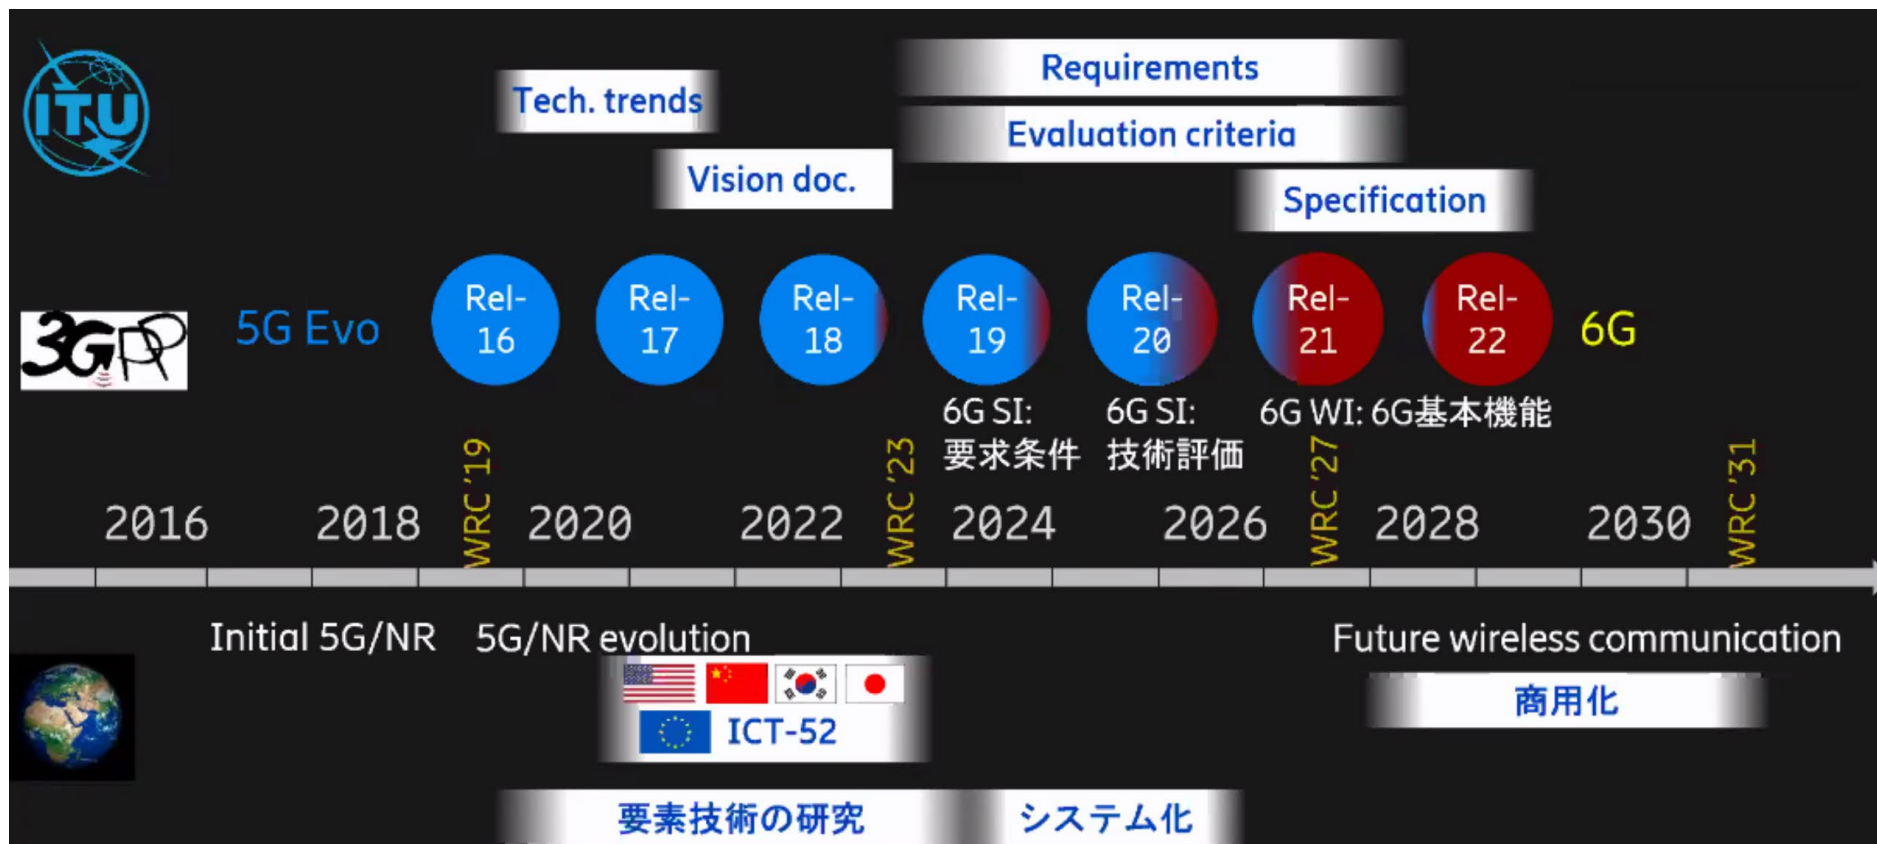 ITU
Requirements
Tech. trends
Evaluation criteria
Vision doc.
Specification
3GPP
5G Evo
Rel-
16
Rel-
17
Rel-
18
Rel-
19
Rel-
20
Rel-
21
Rel-
22
6G
6G SI:
要求条件
6G SI:
技術評価
6G WI: 6G基本機能
WRC '19
WRC '23
WRC '27
WRC '31
2016
2018
2020
2022
2024
2026
2028
2030
Initial 5G/NR
5G/NR evolution
Future wireless communication
ICT-52
商用化
要素技術の研究
システム化